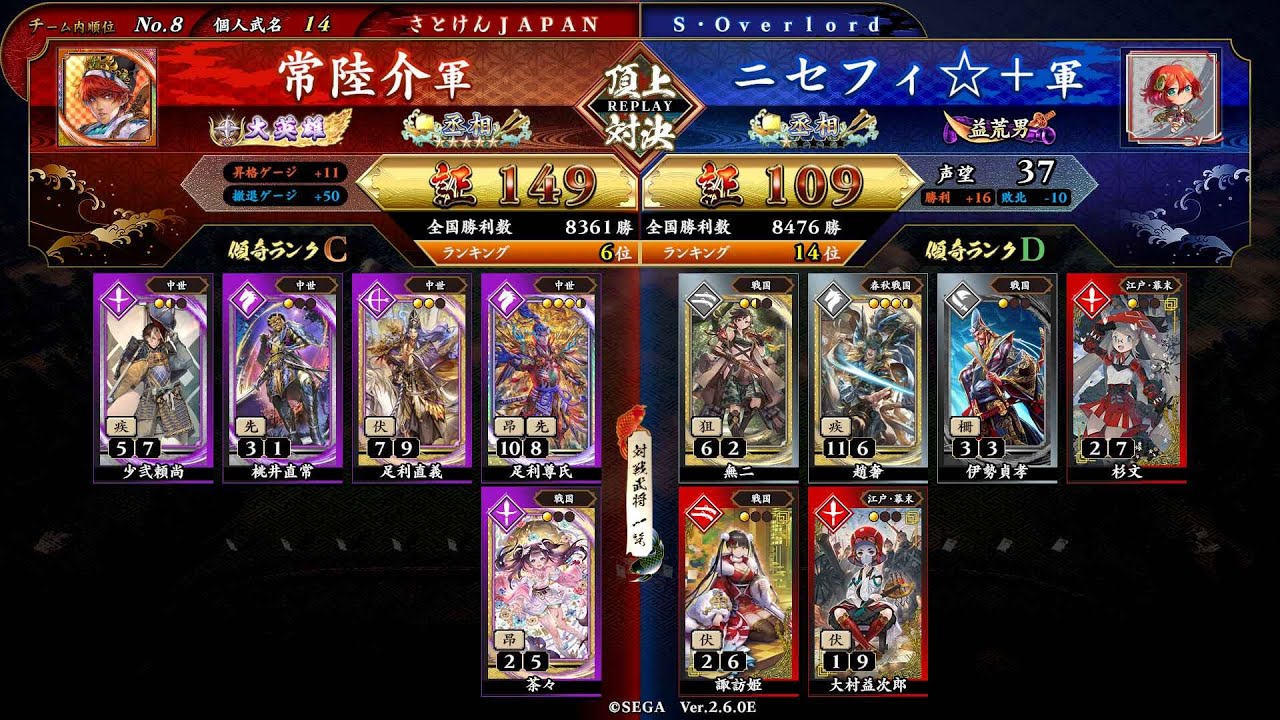 チーム内順位 No.8 個人武名 14
さとけんJAPAN
S・Overlord
常陸介軍
頂上
REPLAY
対決
ニセフィ☆＋軍
大英雄
丞相
丞相
益荒男
昇格ゲージ +11
撤退ゲージ +50
証 149
証 109
声望 37
勝利 +16 敗北 -10
全国勝利数 8361勝
全国勝利数 8476勝
ランキング 6位
ランキング 14位
傾奇ランクC
傾奇ランクD
中世
中世
中世
中世
戦国
春秋戦国
戦国
江戸・幕末
疾
先
伏
昂 先
狙
疾
柵
5 7
3 1
7 9
10 8
6 2
11 6
3 3
2 7
少弐頼尚
桃井直常
足利直義
足利尊氏
無二
趙奢
伊勢貞孝
杉文
対戦武将一覧
戦国
戦国
江戸・幕末
昂
伏
伏
2 5
2 6
1 9
茶々
諏訪姫
大村益次郎
©SEGA Ver.2.6.0E